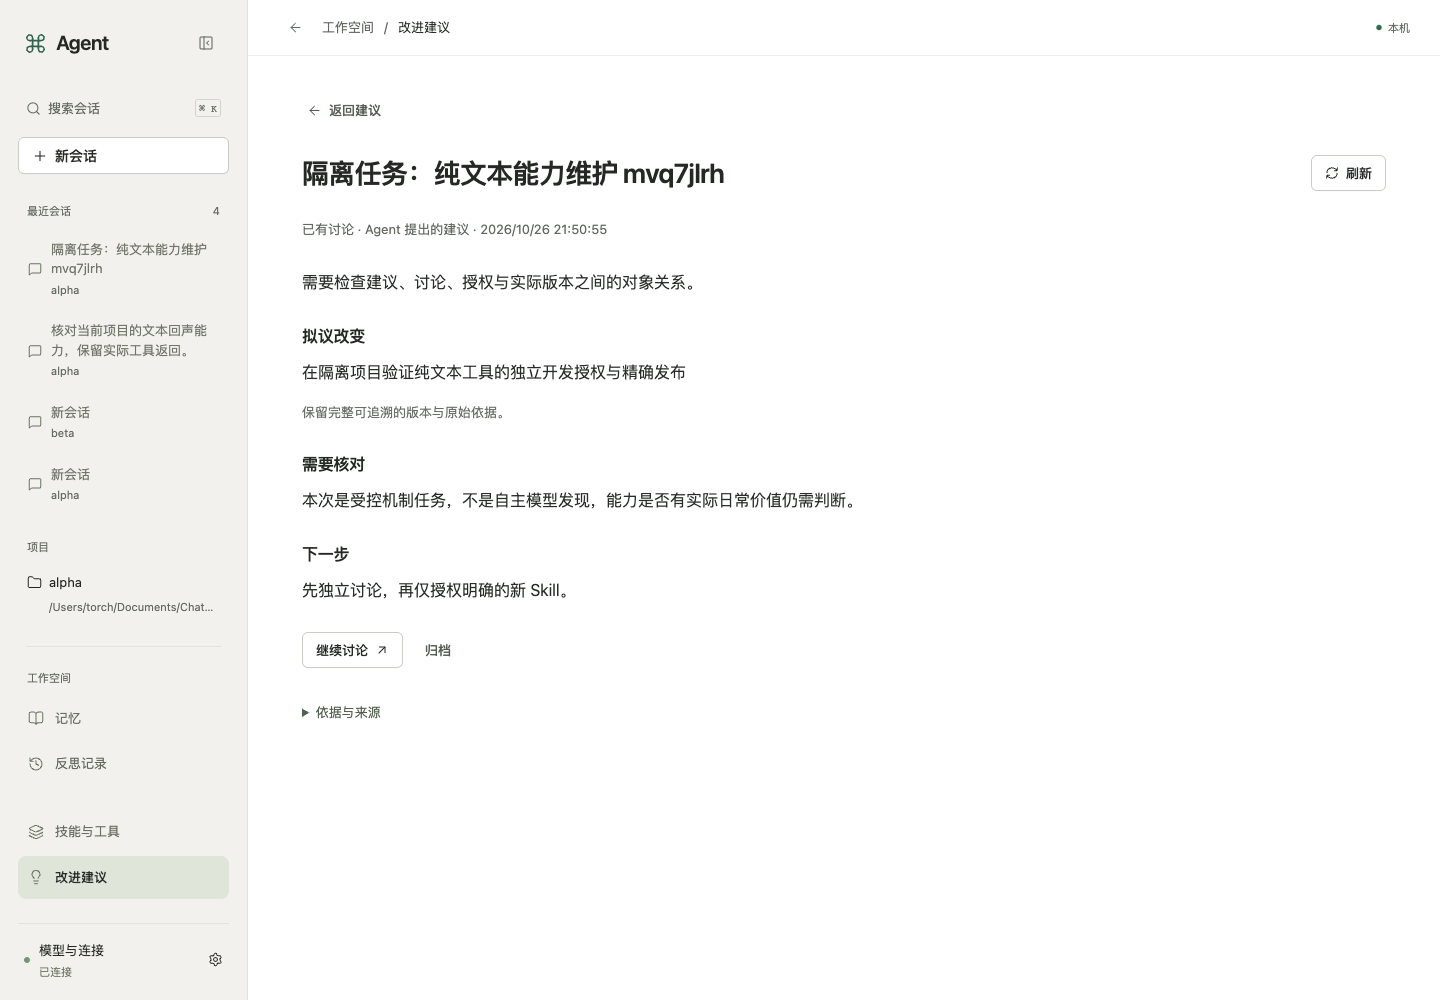 Agent
搜索会话
⌘ K
新会话
最近会话
4
隔离任务：纯文本能力维护
mvq7jlrh
alpha
核对当前项目的文本回声能
力，保留实际工具返回。
alpha
新会话
beta
新会话
alpha
项目
alpha
/Users/torch/Documents/Chat...
工作空间
记忆
反思记录
技能与工具
改进建议
模型与连接
已连接
工作空间 / 改进建议
本机
返回建议
隔离任务：纯文本能力维护 mvq7jlrh
刷新
已有讨论 · Agent 提出的建议 · 2026/10/26 21:50:55
需要检查建议、讨论、授权与实际版本之间的对象关系。
拟议改变
在隔离项目验证纯文本工具的独立开发授权与精确发布
保留完整可追溯的版本与原始依据。
需要核对
本次是受控机制任务，不是自主模型发现，能力是否有实际日常价值仍需判断。
下一步
先独立讨论，再仅授权明确的新 Skill。
继续讨论
归档
依据与来源